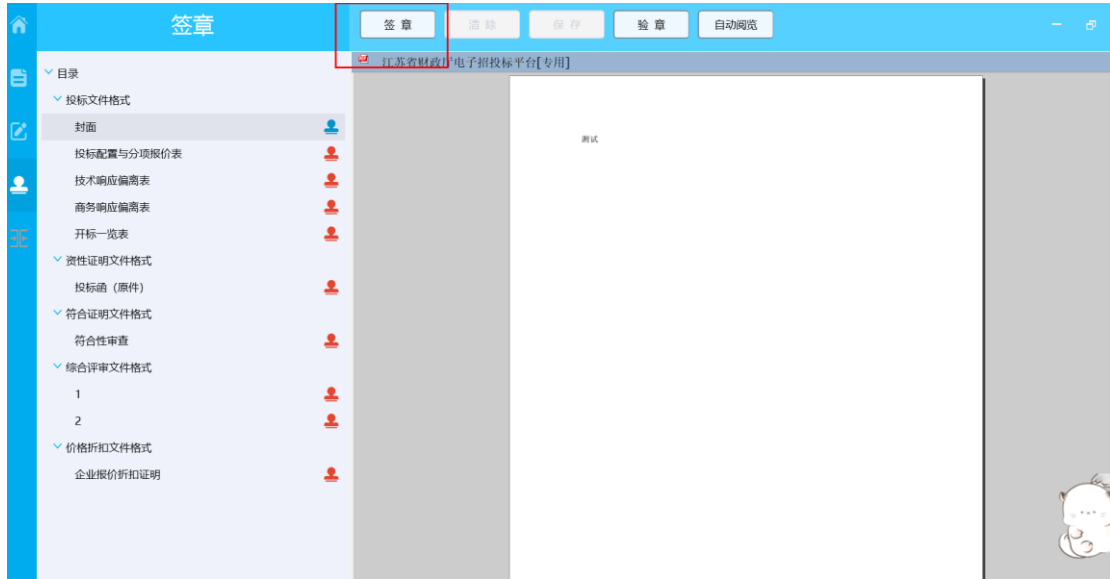 签章
签 章
清 除
保 存
验 章
自动阅览
目录
投标文件格式
封面
投标配置与分项报价表
技术响应偏离表
商务响应偏离表
开标一览表
资性证明文件格式
投标函（原件）
符合证明文件格式
符合性审查
综合评审文件格式
1
2
价格折扣文件格式
企业报价折扣证明
江苏省财政厅电子招投标平台[专用]
测试